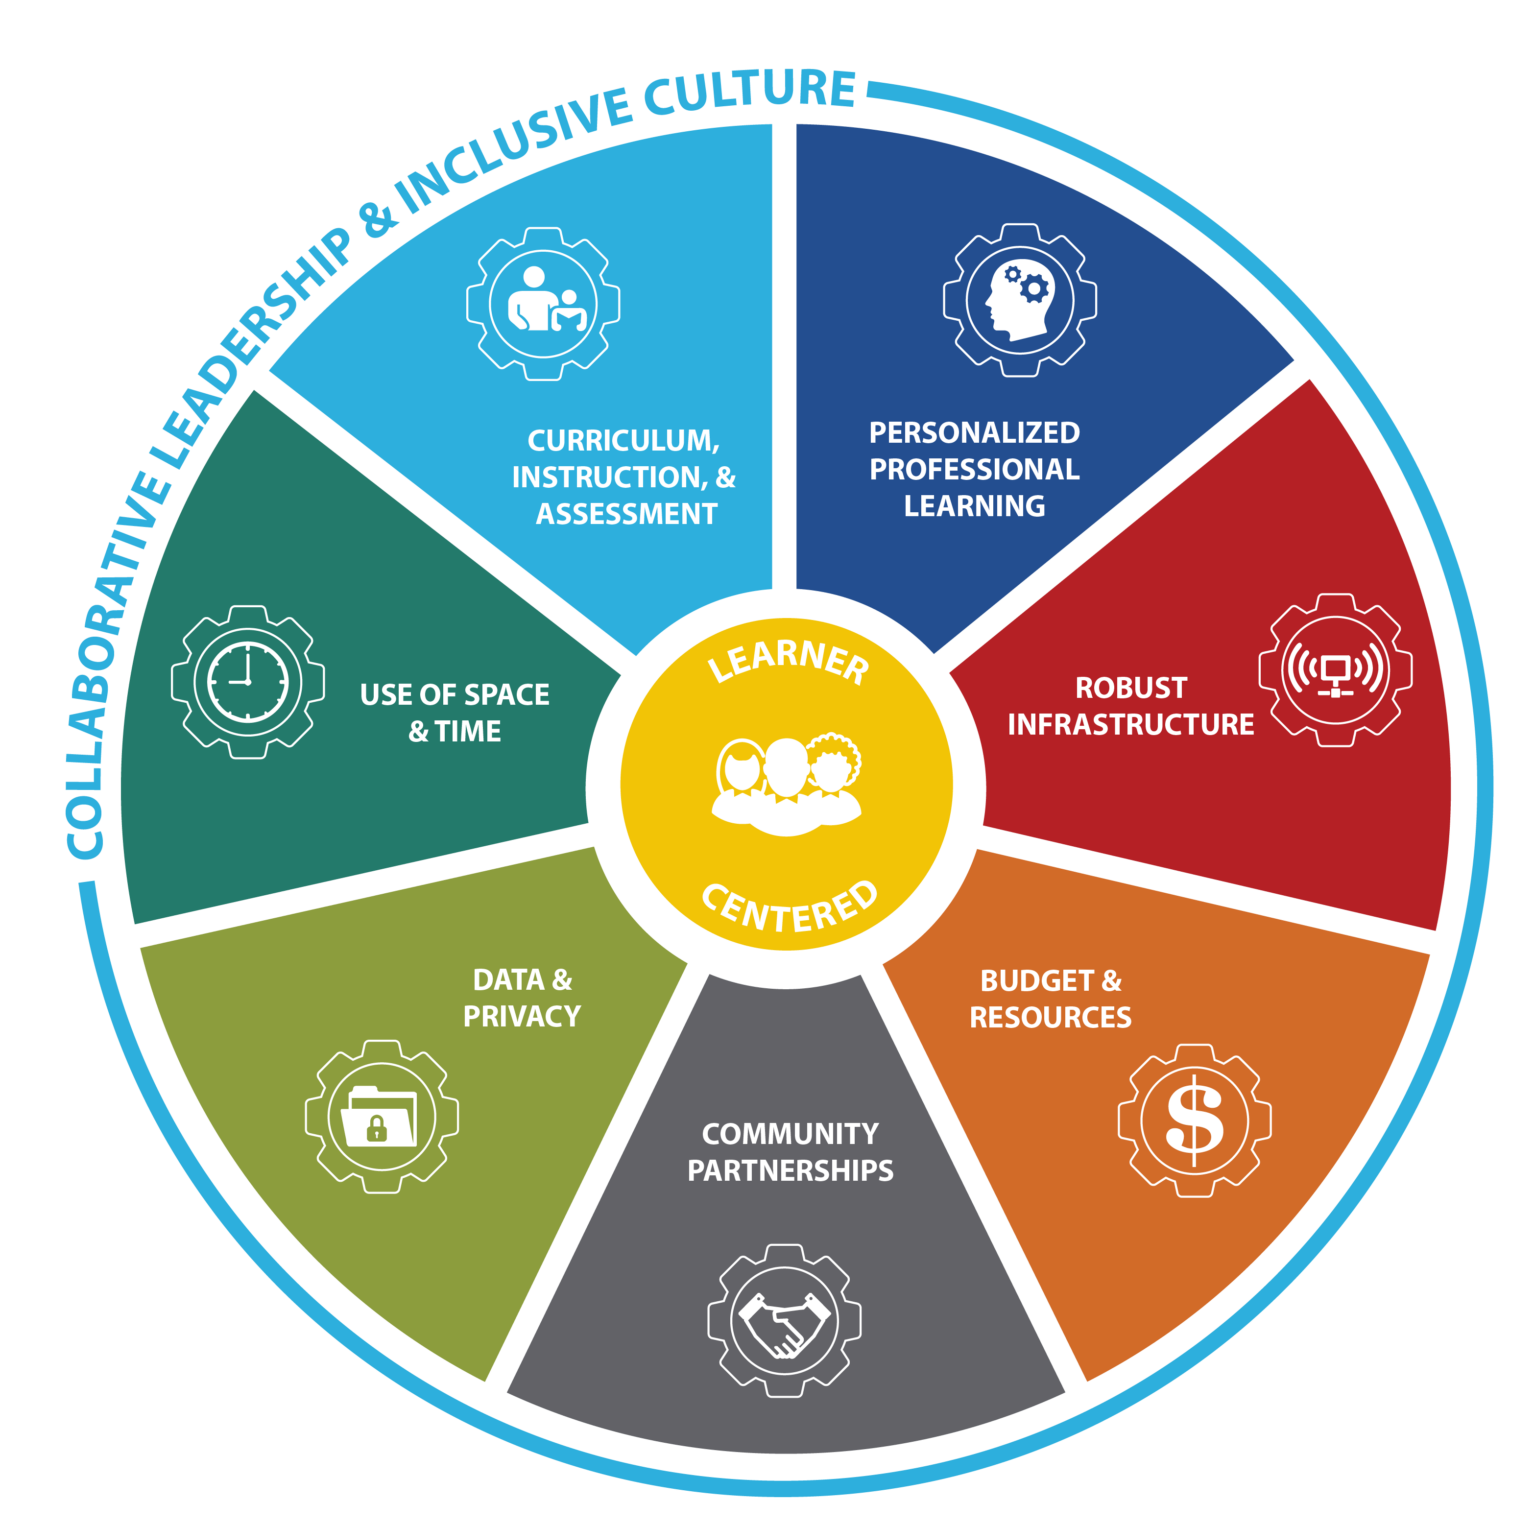 COLLABORATIVE LEADERSHIP & INCLUSIVE CULTURE
CURRICULUM,
INSTRUCTION, &
ASSESSMENT
PERSONALIZED
PROFESSIONAL
LEARNING
USE OF SPACE
& TIME
LEARNER
CENTERED
ROBUST
INFRASTRUCTURE
DATA &
PRIVACY
BUDGET &
RESOURCES
$
COMMUNITY
PARTNERSHIPS